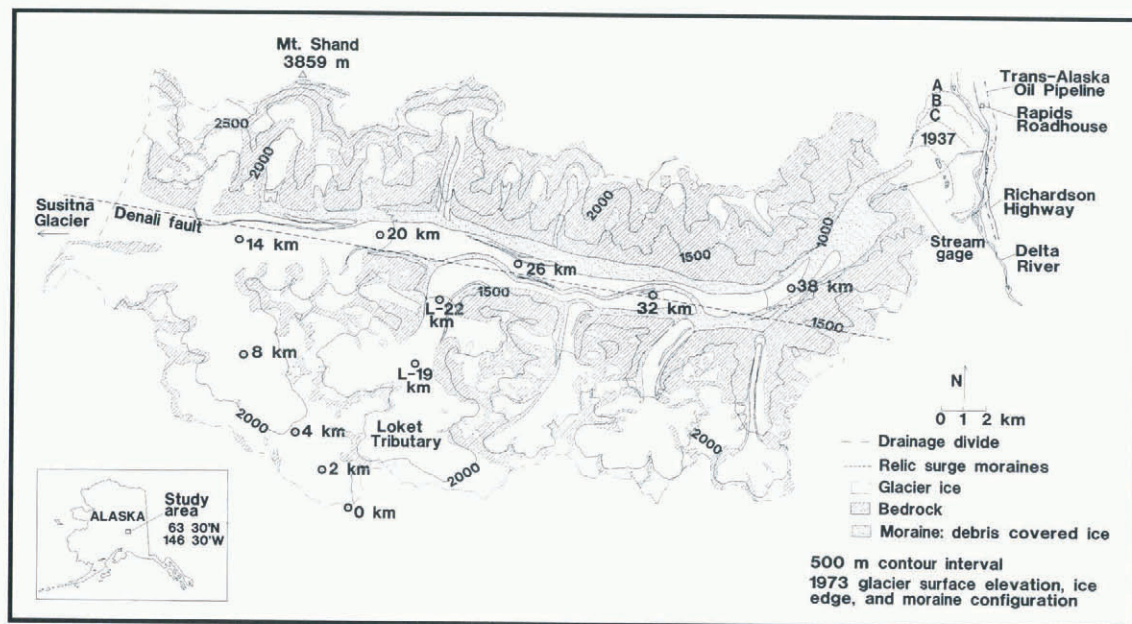 Mt. Shand
3859 m
2500
2000
Susitna
Glacier
Denali fault
14 km
20 km
26 km
L-22
km
1500
L-19
km
8 km
2000
4 km
Loket
Tributary
2 km
2000
0 km
32 km
38 km
2000
1500
1000
1500
2000
A
B
C
1937
Trans-Alaska
Oil Pipeline
Rapids
Roadhouse
Richardson
Highway
Stream
gage
Delta
River
N
0 1 2 km
Drainage divide
Relic surge moraines
Glacier ice
Bedrock
Moraine: debris covered ice
500 m contour interval
1973 glacier surface elevation, ice
edge, and moraine configuration
ALASKA
Study
area
63 30'N
146 30'W